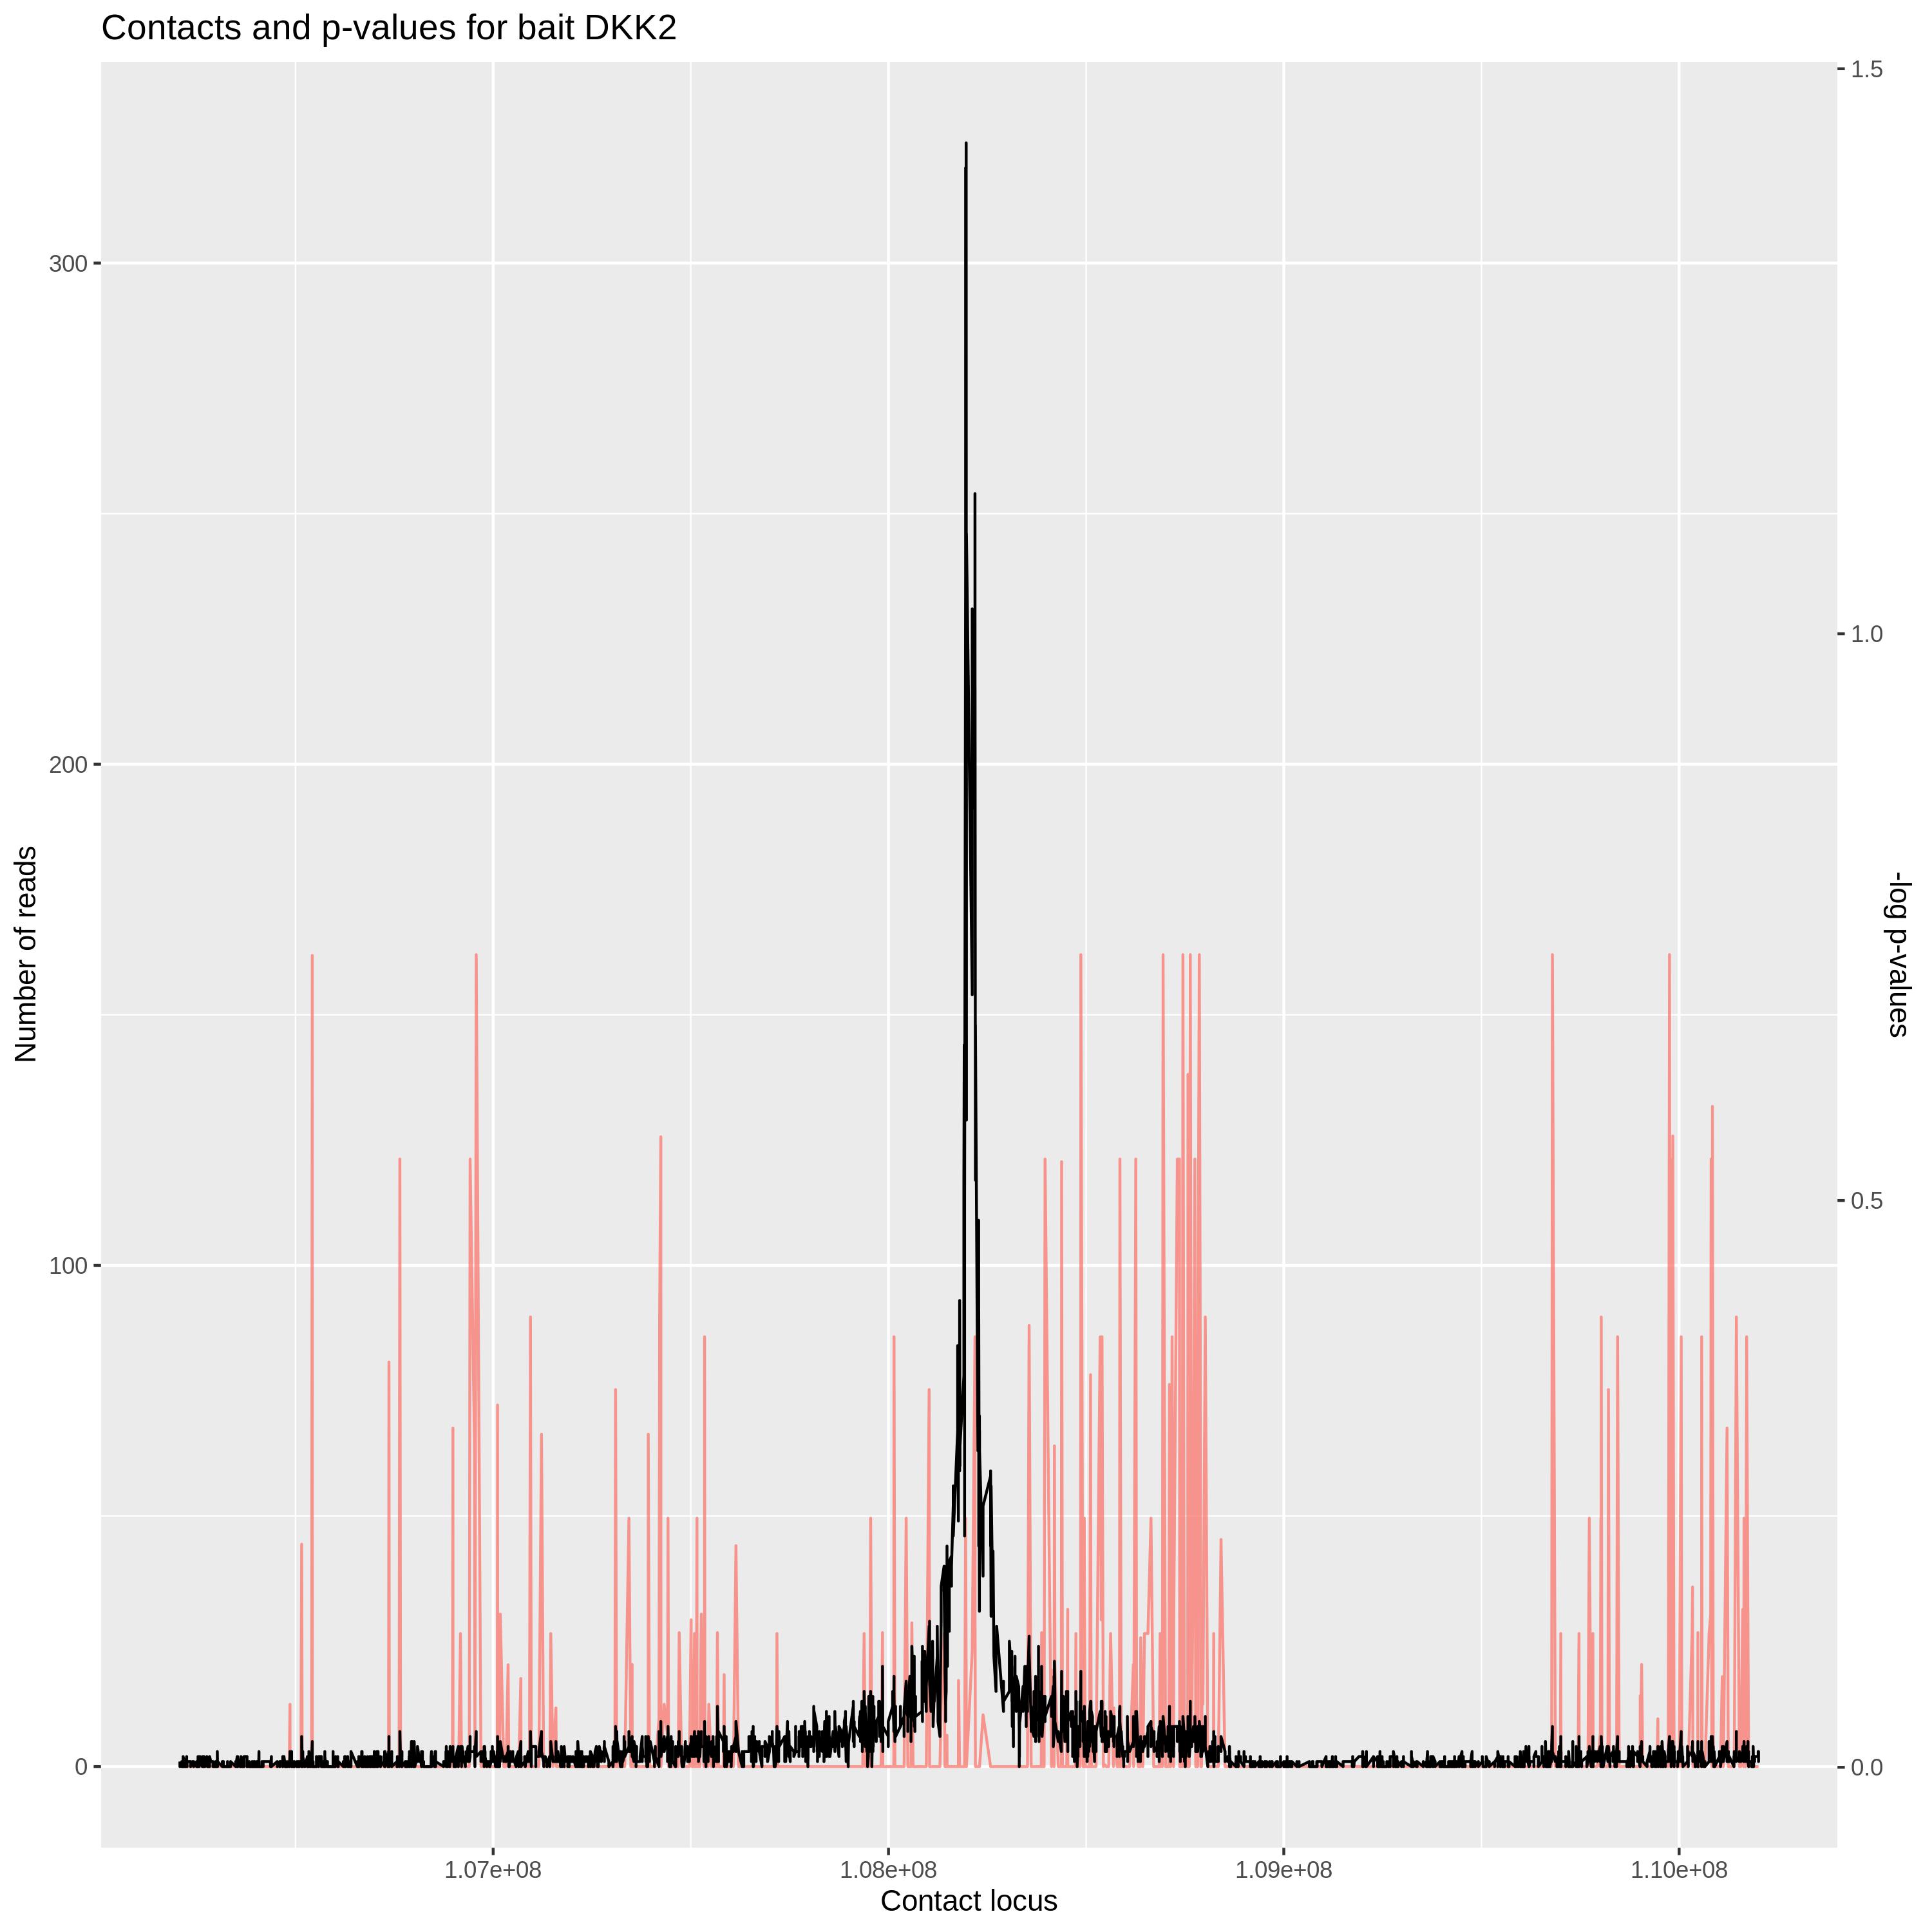 Contacts and p-values for bait DKK2
Number of reads
300
200
100
0
1.5
1.0
0.5
0.0
-log p-values
1.07e+08
1.08e+08
1.09e+08
1.10e+08
Contact locus